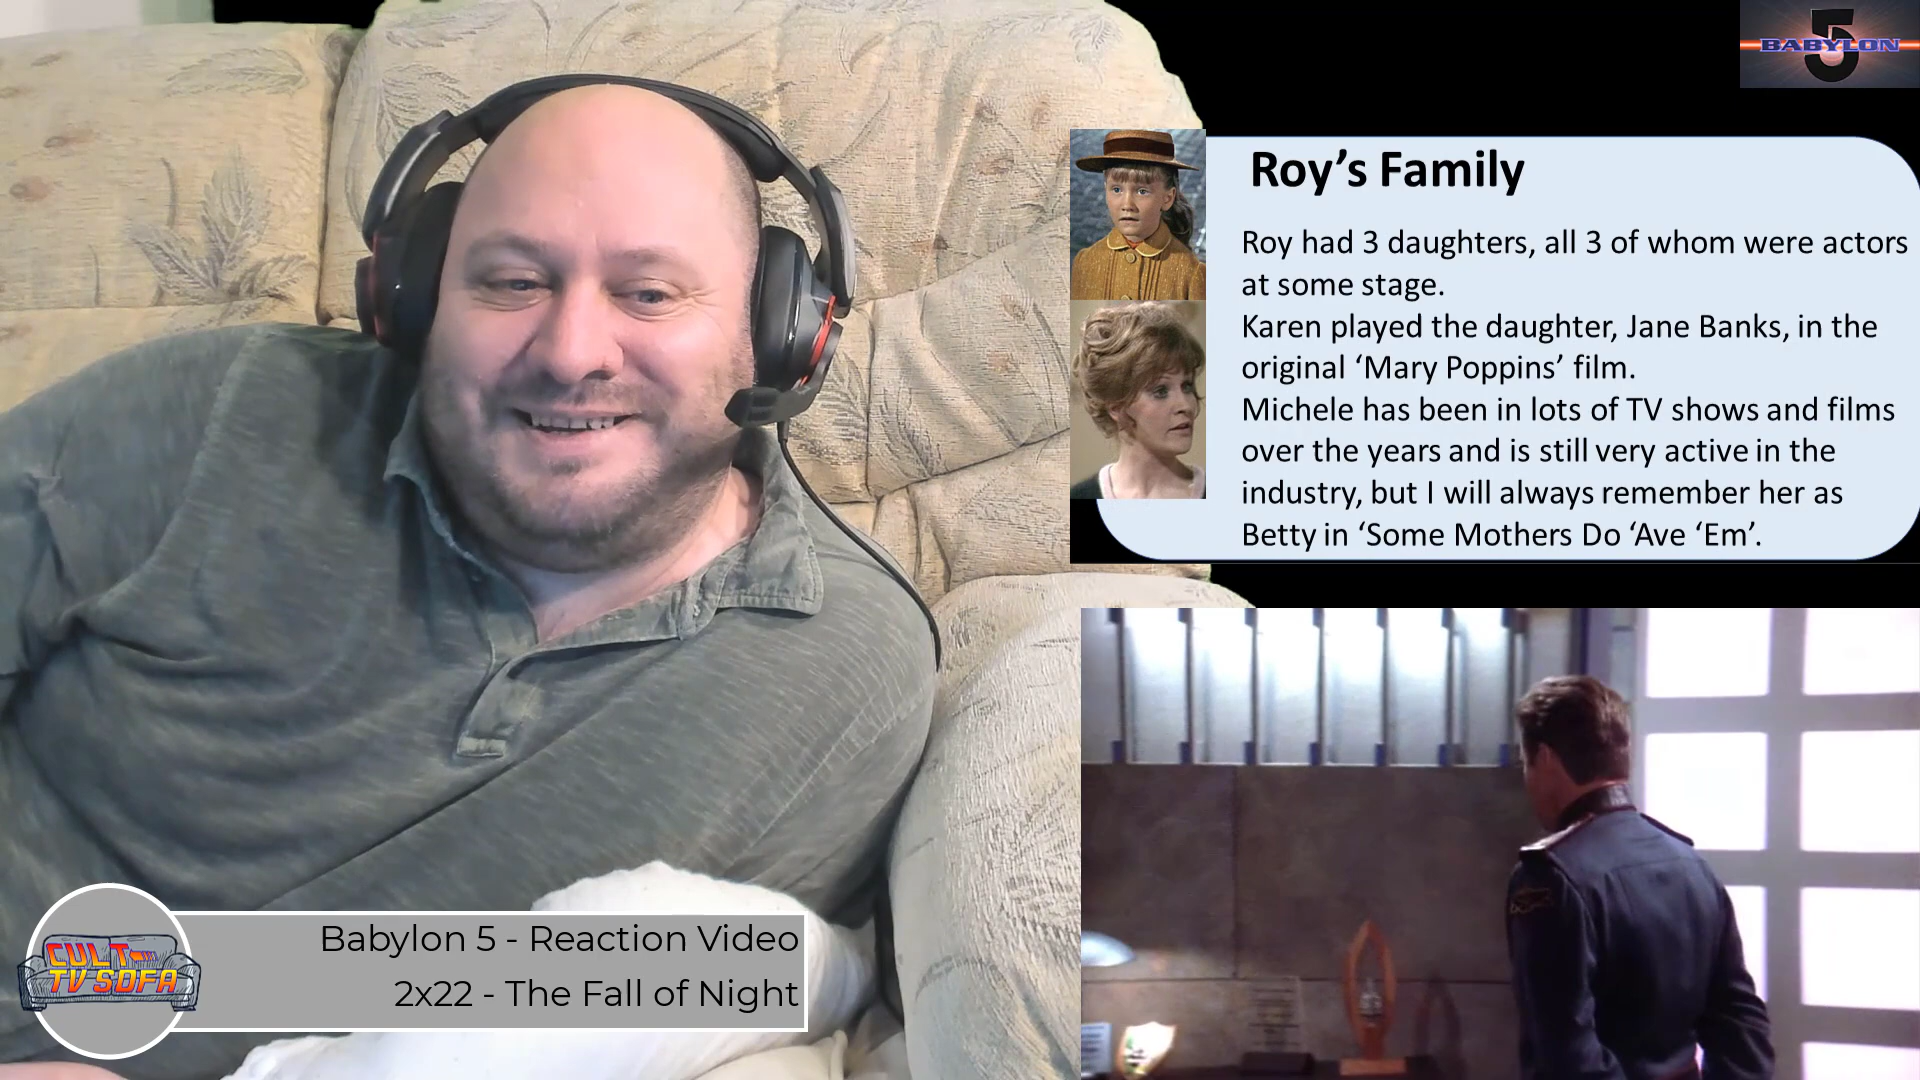 BABYLON
5
Roy’s Family
Roy had 3 daughters, all 3 of whom were actors
at some stage.
Karen played the daughter, Jane Banks, in the
original ‘Mary Poppins’ film.
Michele has been in lots of TV shows and films
over the years and is still very active in the
industry, but I will always remember her as
Betty in ‘Some Mothers Do ‘Ave ‘Em’.
CULT
TV SOFA
Babylon 5 - Reaction Video
2x22 - The Fall of Night